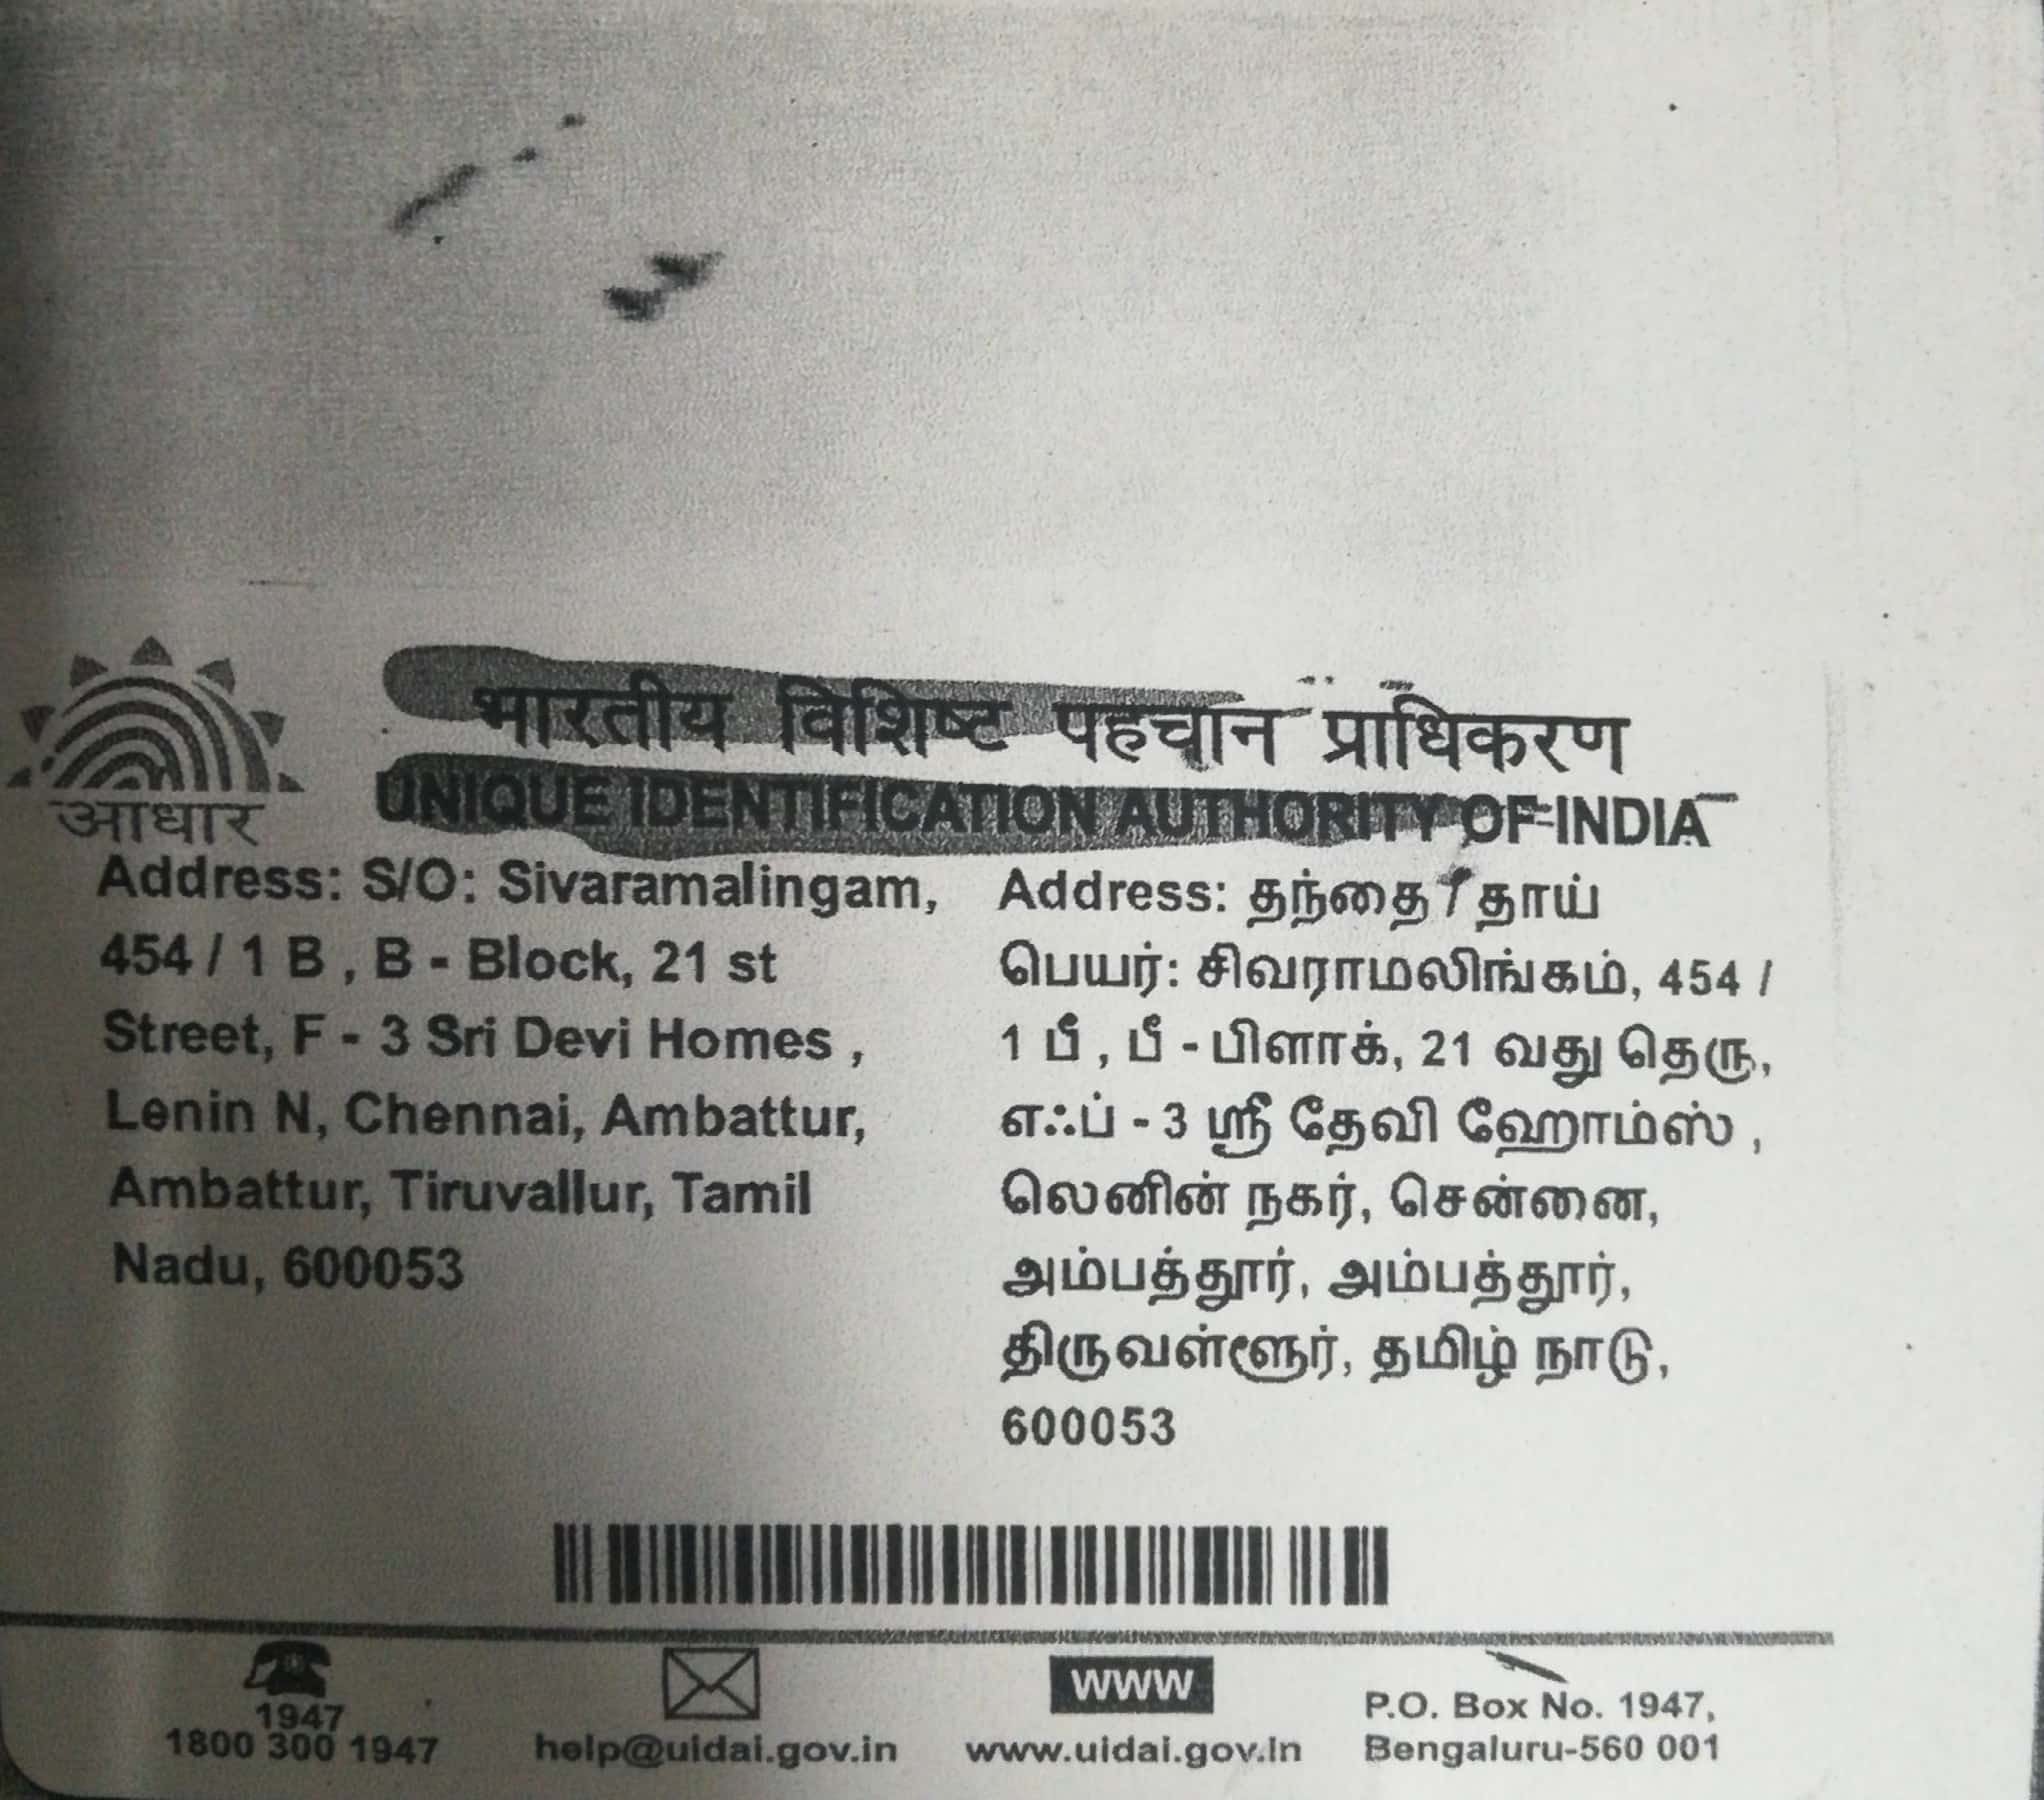 भारतीय विशिष्ट पहचान प्राधिकरण
UNIQUE IDENTIFICATION AUTHORITY OF INDIA
आधार
Address: S/O: Sivaramalingam,
454 / 1 B , B - Block, 21 st
Street, F - 3 Sri Devi Homes ,
Lenin N, Chennai, Ambattur,
Ambattur, Tiruvallur, Tamil
Nadu, 600053
Address: தந்தை / தாய்
பெயர்: சிவராமலிங்கம், 454 /
1 பீ , பீ - பிளாக், 21 வது தெரு,
எஃப் - 3 ஸ்ரீ தேவி ஹோம்ஸ் ,
லெனின் நகர், சென்னை,
அம்பத்தூர், அம்பத்தூர்,
திருவள்ளூர், தமிழ் நாடு,
600053
1947
1800 300 1947
help@uidai.gov.in
www
www.uidai.gov.in
P.O. Box No. 1947,
Bengaluru-560 001